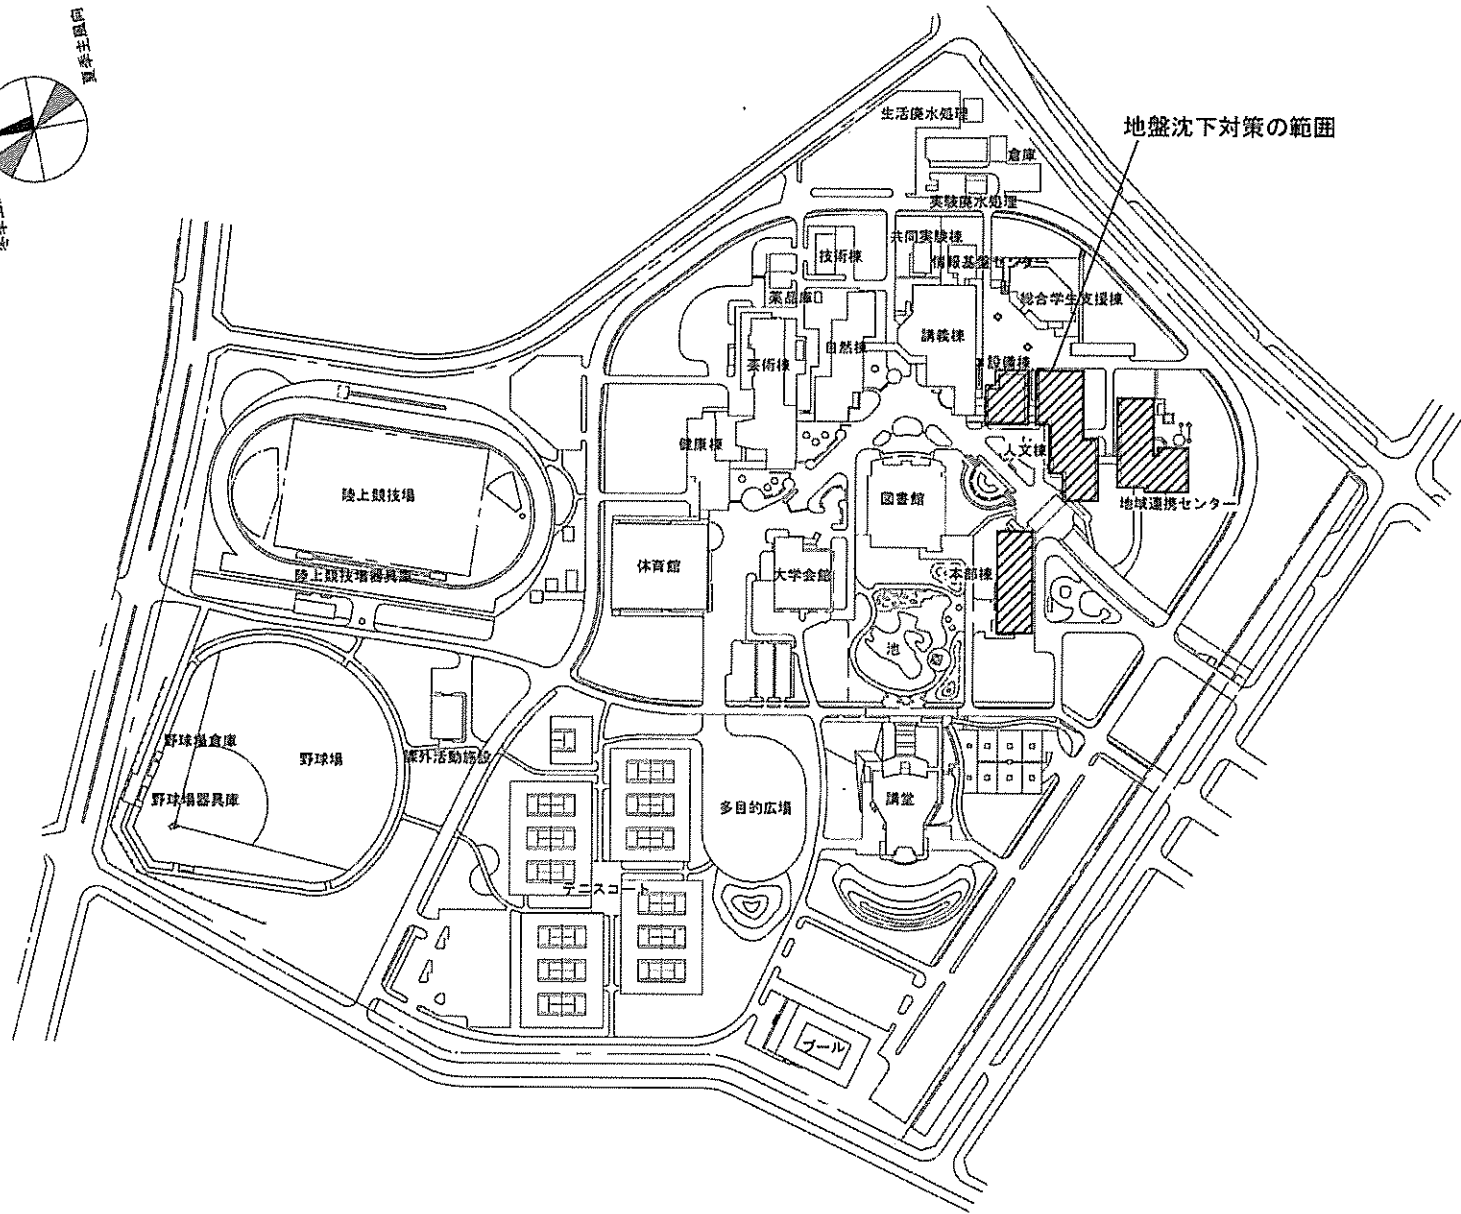 夏季主風向
生活廃水処理
地盤沈下対策の範囲
倉庫
実験廃水処理
共同実験棟
技術棟
情報基盤センター
薬品庫
総合学生支援棟
講義棟
自然棟
芸術棟
設備棟
健康棟
人文棟
陸上競技場
図書館
地域連携センター
体育館
大学会館
本部棟
陸上競技場器具庫
池
野球場倉庫
野球場
課外活動施設
野球場器具庫
多目的広場
講堂
テニスコート
プール